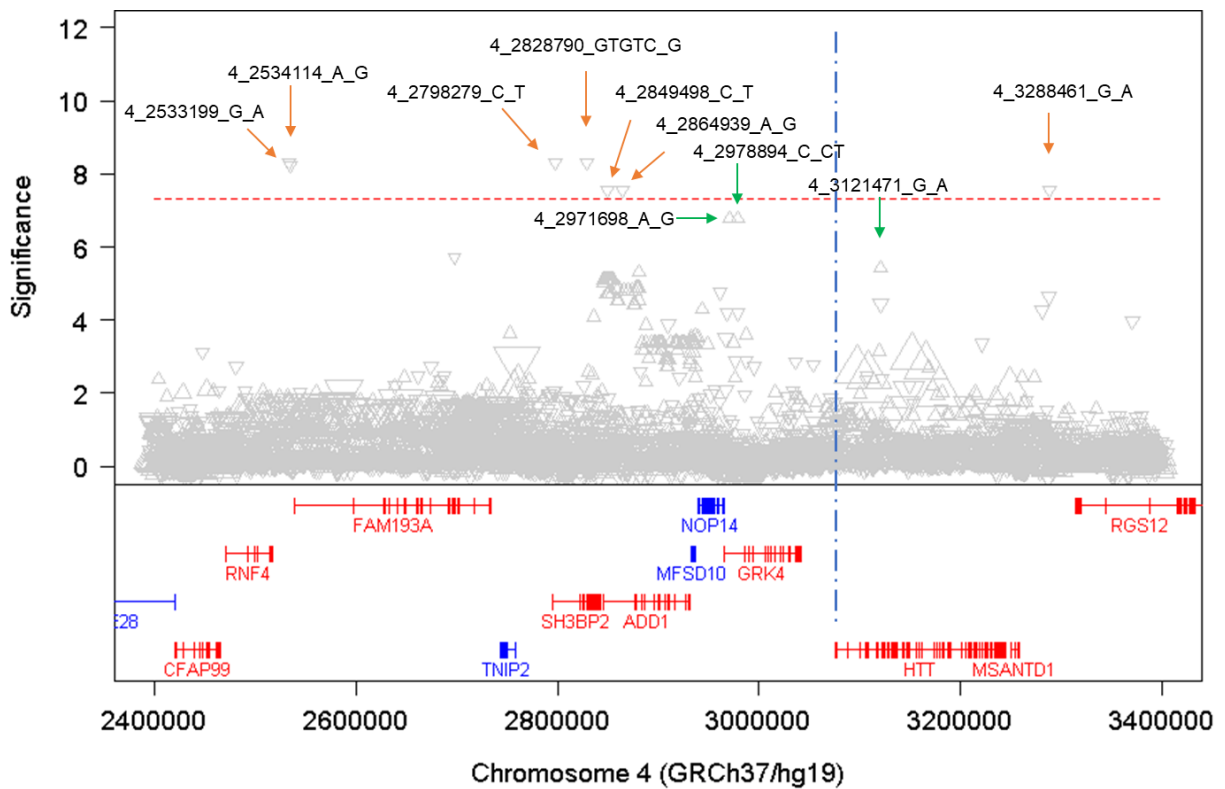 12
4_2828790_GTGTC_G
4_2534114_A_G
4_2798279_C_T
4_2849498_C_T
4_3288461_G_A
10
4_2533199_G_A
4_2864939_A_G
4_2978894_C_CT
8
4_3121471_G_A
4_2971698_A_G
6
4
2
0
Significance
FAM193A
NOP14
RGS12
RNF4
MFSD10
GRK4
E28
SH3BP2
ADD1
CFAP99
TNIP2
HTT
MSANTD1
2400000
2600000
2800000
3000000
3200000
3400000
Chromosome 4 (GRCh37/hg19)